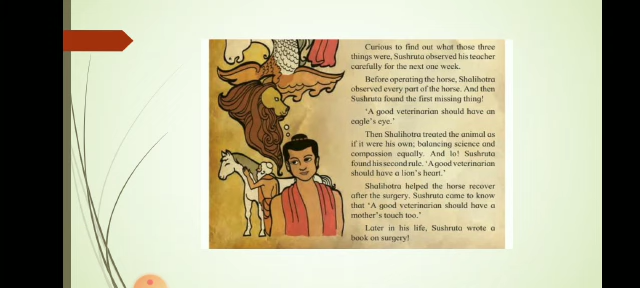 Curious to find out what those three
things were, Sushruta observed his teacher
carefully for the next one week.
Before operating the horse, Shalihotra
observed every part of the horse. And then
Sushruta found the first missing thing!
'A good veterinarian should have an
eagle's eye.'
Then Shalihotra treated the animal as
if it were his own; balancing science and
compassion equally. And lo! Sushruta
found his second rule. 'A good veterinarian
should have a lion's heart.'
Shalihotra helped the horse recover
after the surgery. Sushruta came to know
that 'A good veterinarian should have a
mother's touch too.'
Later in his life, Sushruta wrote a
book on surgery!